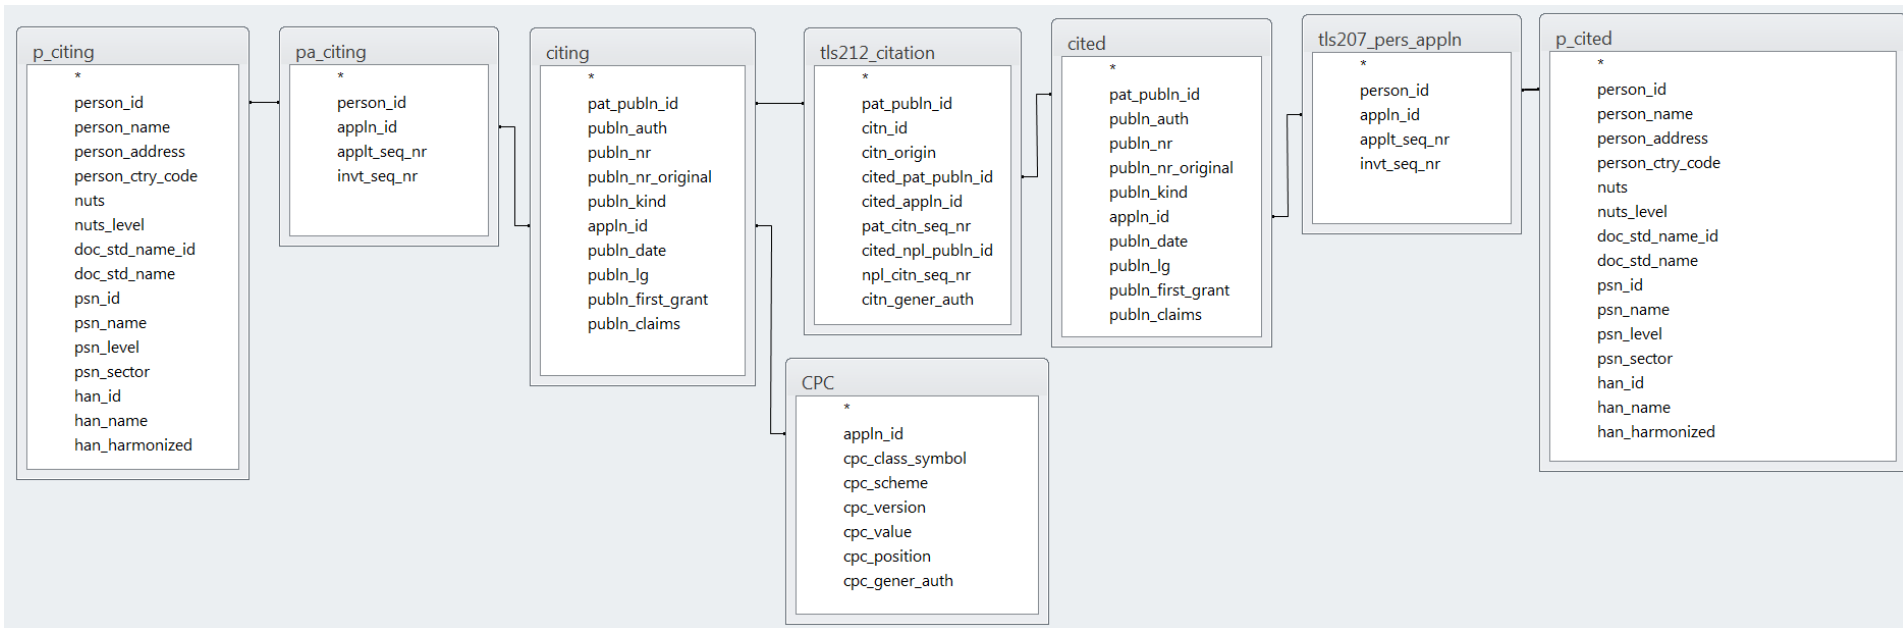 p_citing
*
person_id
person_name
person_address
person_ctry_code
nuts
nuts_level
doc_std_name_id
doc_std_name
psn_id
psn_name
psn_level
psn_sector
han_id
han_name
han_harmonized
pa_citing
*
person_id
appln_id
applt_seq_nr
invt_seq_nr
citing
*
pat_publn_id
publn_auth
publn_nr
publn_nr_original
publn_kind
appln_id
publn_date
publn_lg
publn_first_grant
publn_claims
tls212_citation
*
pat_publn_id
citn_id
citn_origin
cited_pat_publn_id
cited_appln_id
pat_citn_seq_nr
cited_npl_publn_id
npl_citn_seq_nr
citn_gener_auth
CPC
*
appln_id
cpc_class_symbol
cpc_scheme
cpc_version
cpc_value
cpc_position
cpc_gener_auth
cited
*
pat_publn_id
publn_auth
publn_nr
publn_nr_original
publn_kind
appln_id
publn_date
publn_lg
publn_first_grant
publn_claims
tls207_pers_appln
*
person_id
appln_id
applt_seq_nr
invt_seq_nr
p_cited
*
person_id
person_name
person_address
person_ctry_code
nuts
nuts_level
doc_std_name_id
doc_std_name
psn_id
psn_name
psn_level
psn_sector
han_id
han_name
han_harmonized